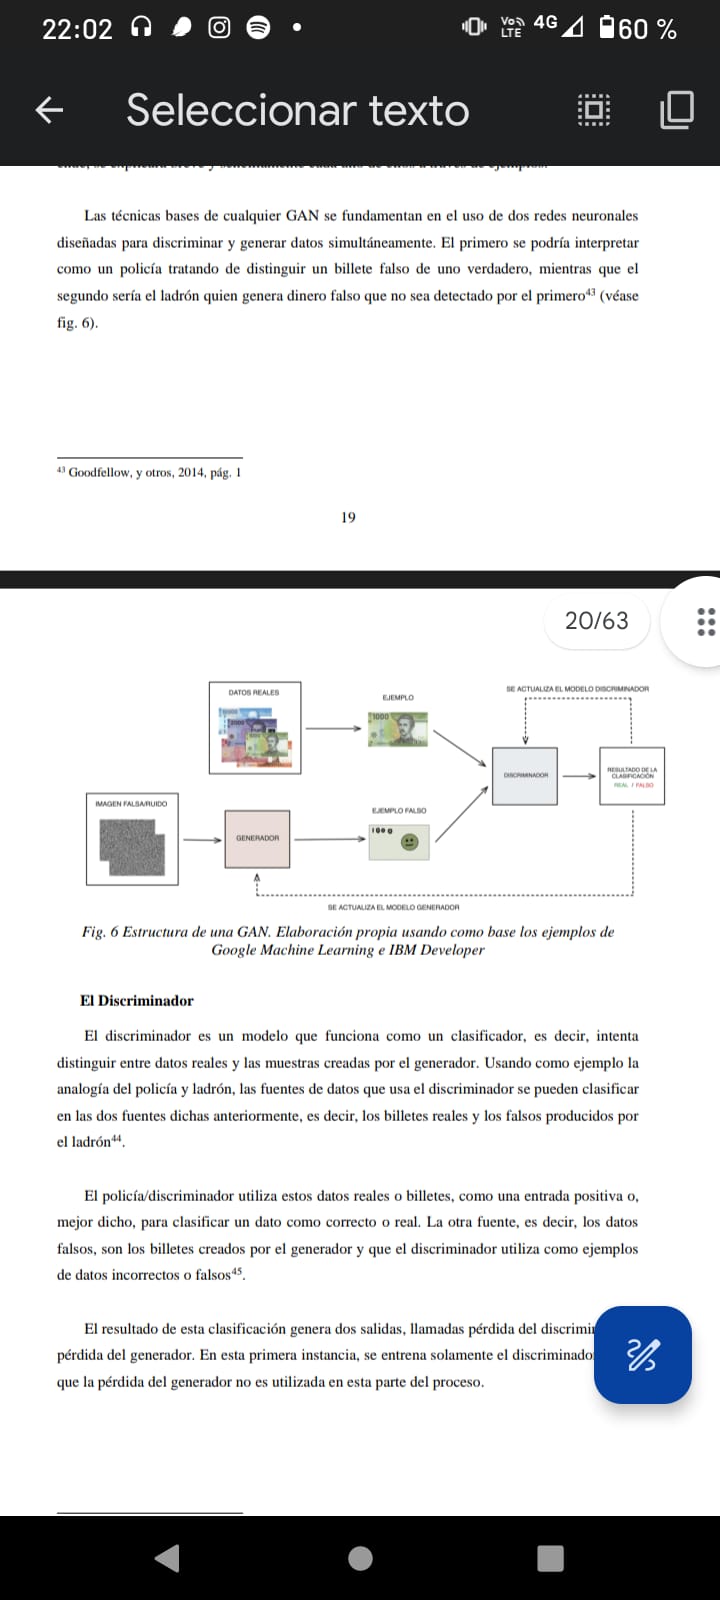 22:02
Vo)) LTE 4G 60 %
Seleccionar texto
Las técnicas bases de cualquier GAN se fundamentan en el uso de dos redes neuronales
diseñadas para discriminar y generar datos simultáneamente. El primero se podría interpretar
como un policía tratando de distinguir un billete falso de uno verdadero, mientras que el
segundo sería el ladrón quien genera dinero falso que no sea detectado por el primero⁴³ (véase
fig. 6).
⁴³ Goodfellow, y otros, 2014, pág. 1
19
20/63
DATOS REALES
EJEMPLO
1000
SE ACTUALIZA EL MODELO DISCRIMINADOR
DISCRIMINADOR
RESULTADO DE LA
CLASIFICACIÓN
REAL / FALSO
IMAGEN FALSA/RUIDO
GENERADOR
EJEMPLO FALSO
1000
SE ACTUALIZA EL MODELO GENERADOR
Fig. 6 Estructura de una GAN. Elaboración propia usando como base los ejemplos de
Google Machine Learning e IBM Developer
El Discriminador
El discriminador es un modelo que funciona como un clasificador, es decir, intenta
distinguir entre datos reales y las muestras creadas por el generador. Usando como ejemplo la
analogía del policía y ladrón, las fuentes de datos que usa el discriminador se pueden clasificar
en las dos fuentes dichas anteriormente, es decir, los billetes reales y los falsos producidos por
el ladrón⁴⁴.
El policía/discriminador utiliza estos datos reales o billetes, como una entrada positiva o,
mejor dicho, para clasificar un dato como correcto o real. La otra fuente, es decir, los datos
falsos, son los billetes creados por el generador y que el discriminador utiliza como ejemplos
de datos incorrectos o falsos⁴⁵.
El resultado de esta clasificación genera dos salidas, llamadas pérdida del discrimi
pérdida del generador. En esta primera instancia, se entrena solamente el discriminado
que la pérdida del generador no es utilizada en esta parte del proceso.